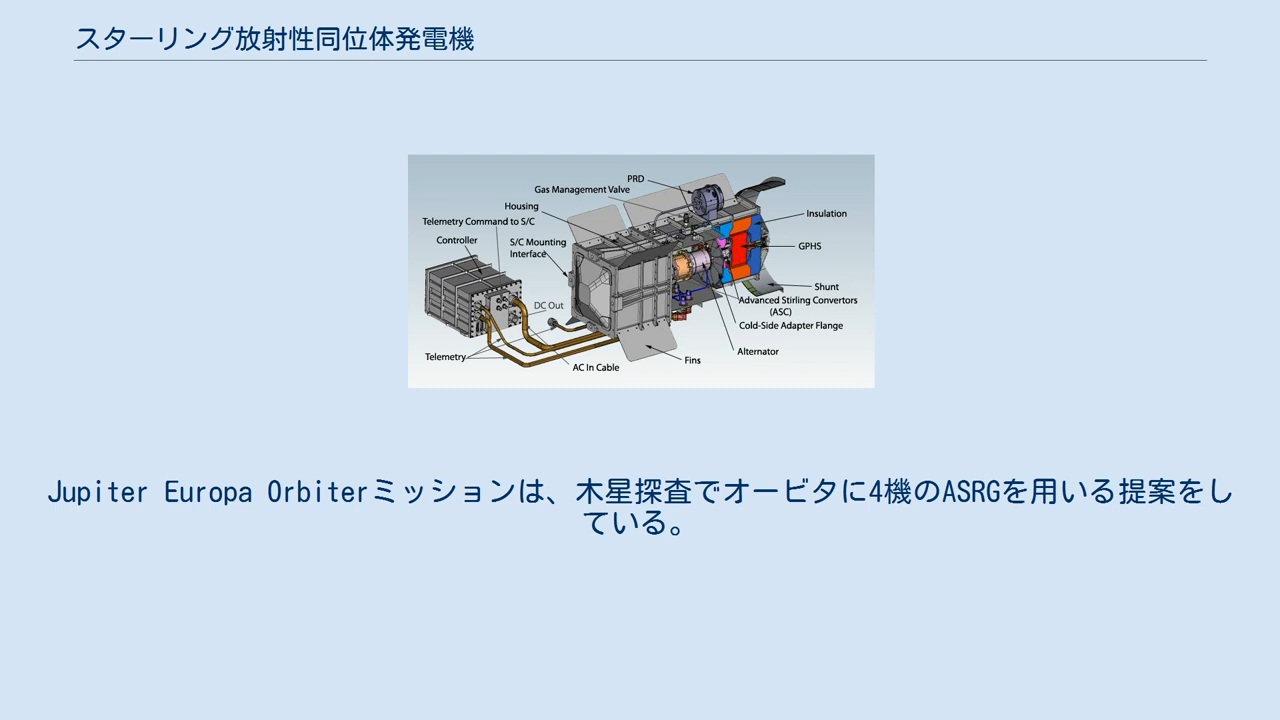 スターリング放射性同位体発電機
PRD
Gas Management Valve
Housing
Telemetry Command to S/C
Controller
S/C Mounting
Interface
Insulation
GPHS
Shunt
DC Out
Advanced Stirling Convertors
(ASC)
Cold-Side Adapter Flange
Alternator
Telemetry
Fins
AC In Cable
Jupiter Europa Orbiterミッションは、木星探査でオービタに4機のASRGを用いる提案をし
ている。